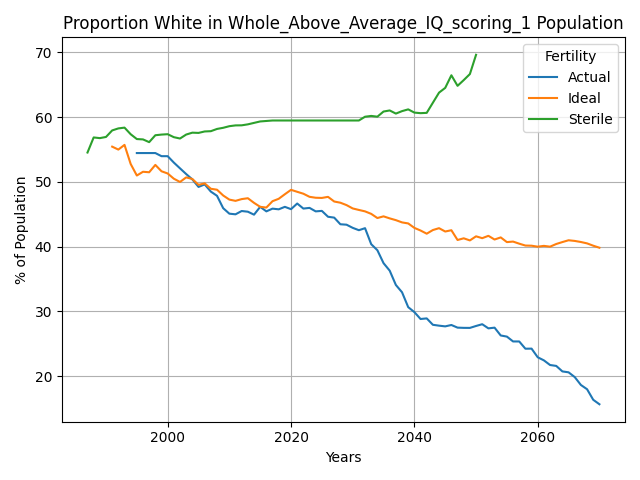 Proportion White in Whole_Above_Average_IQ_scoring_1 Population
Fertility
Actual
Ideal
Sterile
% of Population
70
60
50
40
30
20
2000 2020 2040 2060
Years